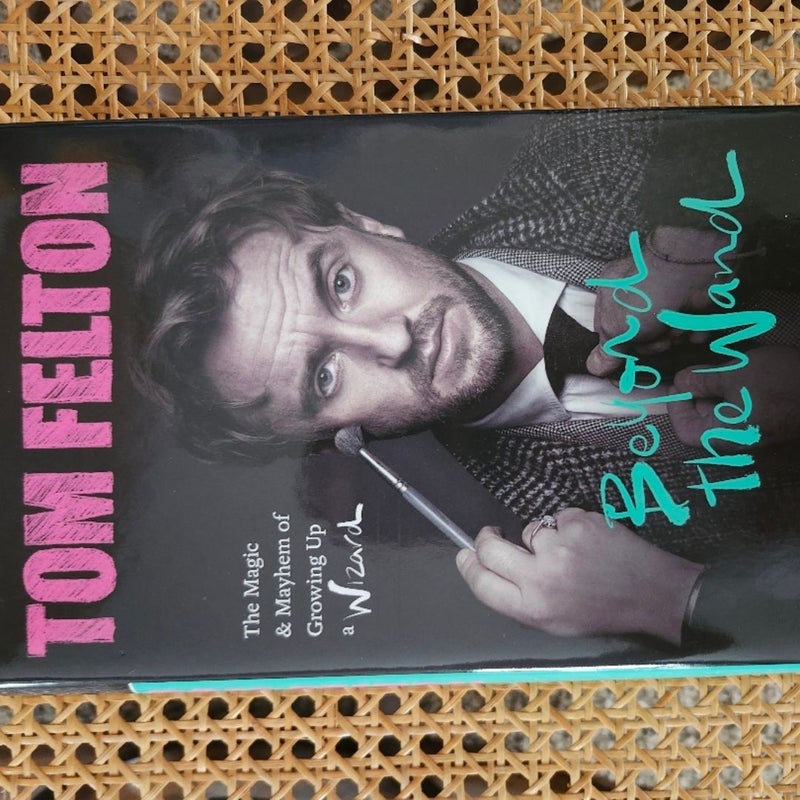 TOM FELTON
The Magic
& Mayhem of
Growing Up
a Wizard
Beyond
the Wand